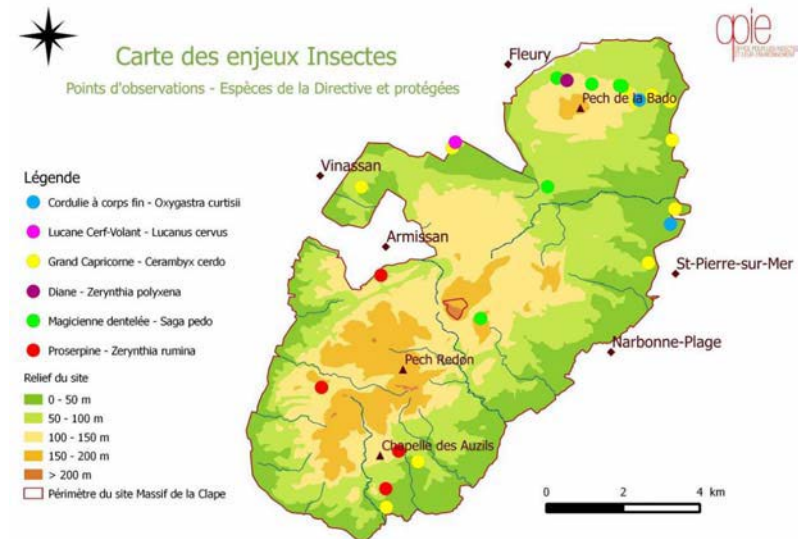 Carte des enjeux Insectes
Points d'observations - Espèces de la Directive et protégées
opie
Fleury
Pech de la Bado
Vinassan
Armissan
St-Pierre-sur-Mer
Narbonne-Plage
Pech Redon
Chapelle des Auzils
Légende
Cordulie à corps fin - Oxygastra curtisii
Lucane Cerf-Volant - Lucanus cervus
Grand Capricorne - Cerambyx cerdo
Diane - Zerynthia polyxena
Magicienne dentelée - Saga pedo
Proserpine - Zerynthia rumina
Relief du site
0 - 50 m
50 - 100 m
100 - 150 m
150 - 200 m
> 200 m
Périmètre du site Massif de la Clape
0 2 4 km